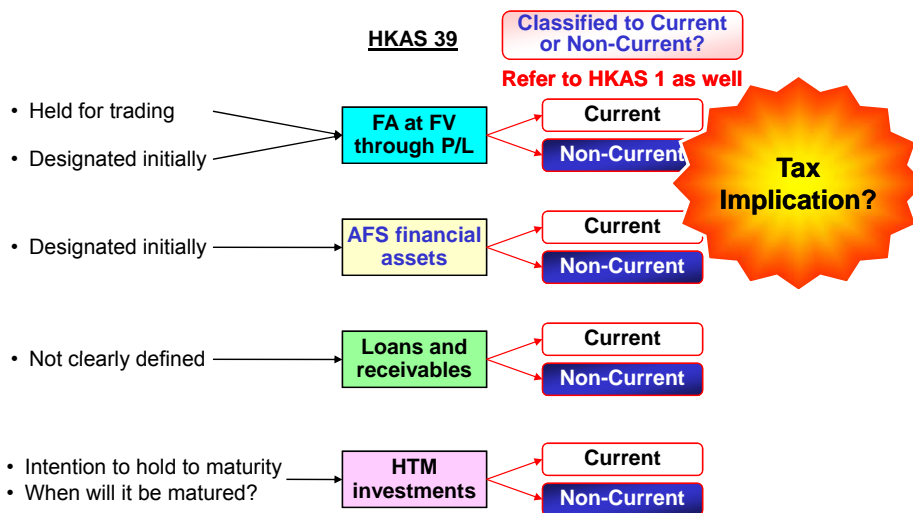 HKAS 39
Classified to Current
or Non-Current?
Refer to HKAS 1 as well
• Held for trading
• Designated initially
FA at FV
through P/L
Current
Non-Current
Tax
Implication?
• Designated initially
AFS financial
assets
Current
Non-Current
• Not clearly defined
Loans and
receivables
Current
Non-Current
• Intention to hold to maturity
• When will it be matured?
HTM
investments
Current
Non-Current